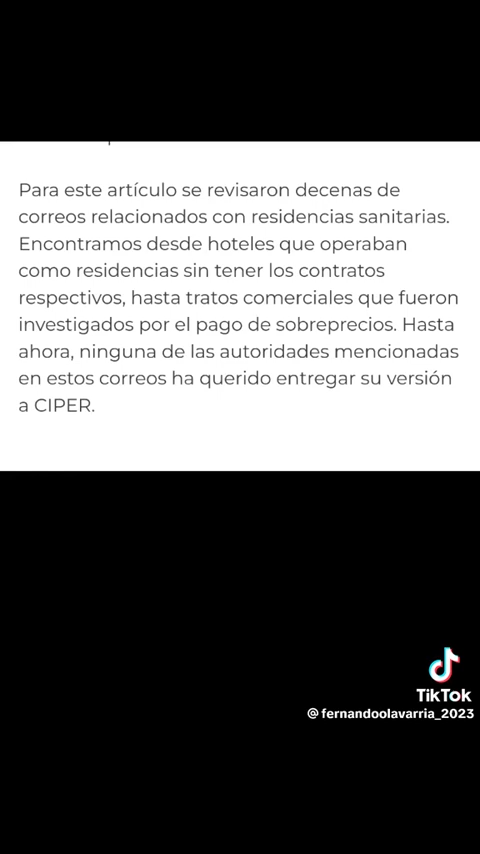 Para este artículo se revisaron decenas de
correos relacionados con residencias sanitarias.
Encontramos desde hoteles que operaban
como residencias sin tener los contratos
respectivos, hasta tratos comerciales que fueron
investigados por el pago de sobreprecios. Hasta
ahora, ninguna de las autoridades mencionadas
en estos correos ha querido entregar su versión
a CIPER.
TikTok
@fernandoolavarria_2023